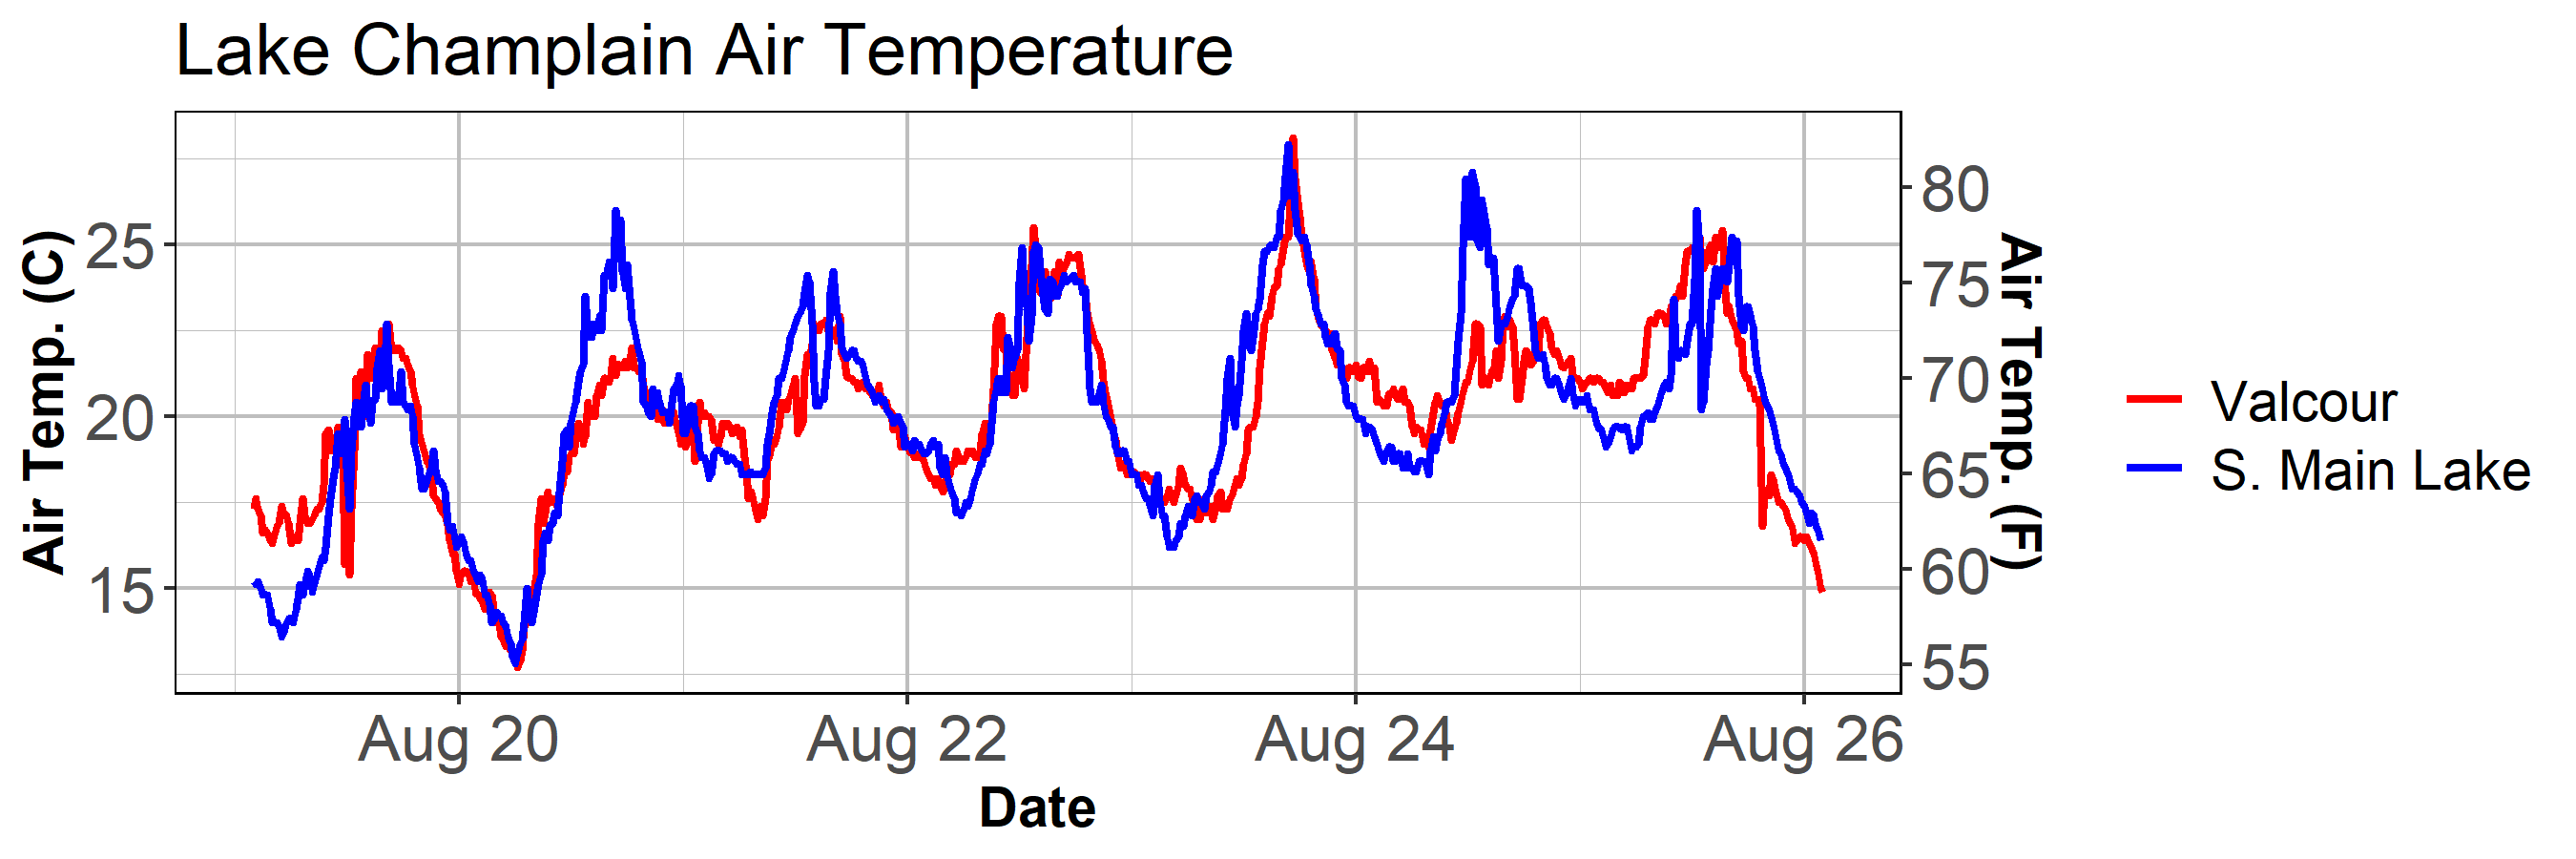 Lake Champlain Air Temperature
Air Temp. (C)
25
20
15
80
75
70
65
60
55
Air Temp. (F)
Aug 20
Aug 22
Aug 24
Aug 26
Date
Valcour
S. Main Lake